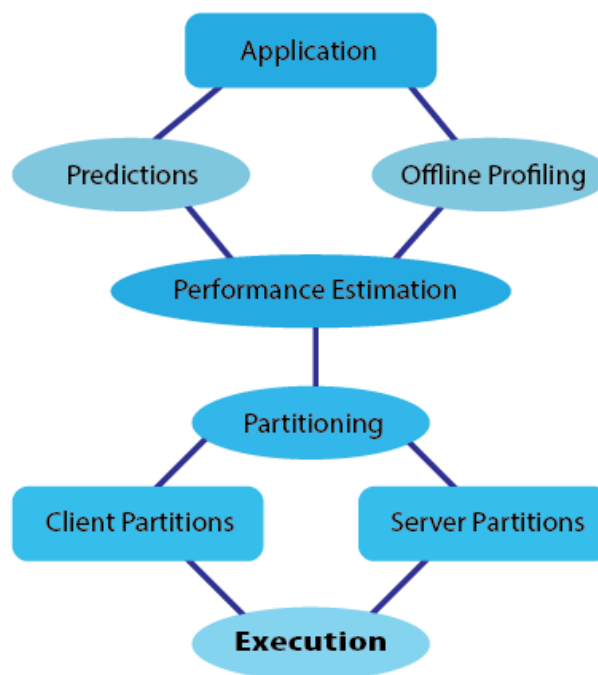 Application
Predictions
Offline Profiling
Performance Estimation
Partitioning
Client Partitions
Server Partitions
Execution